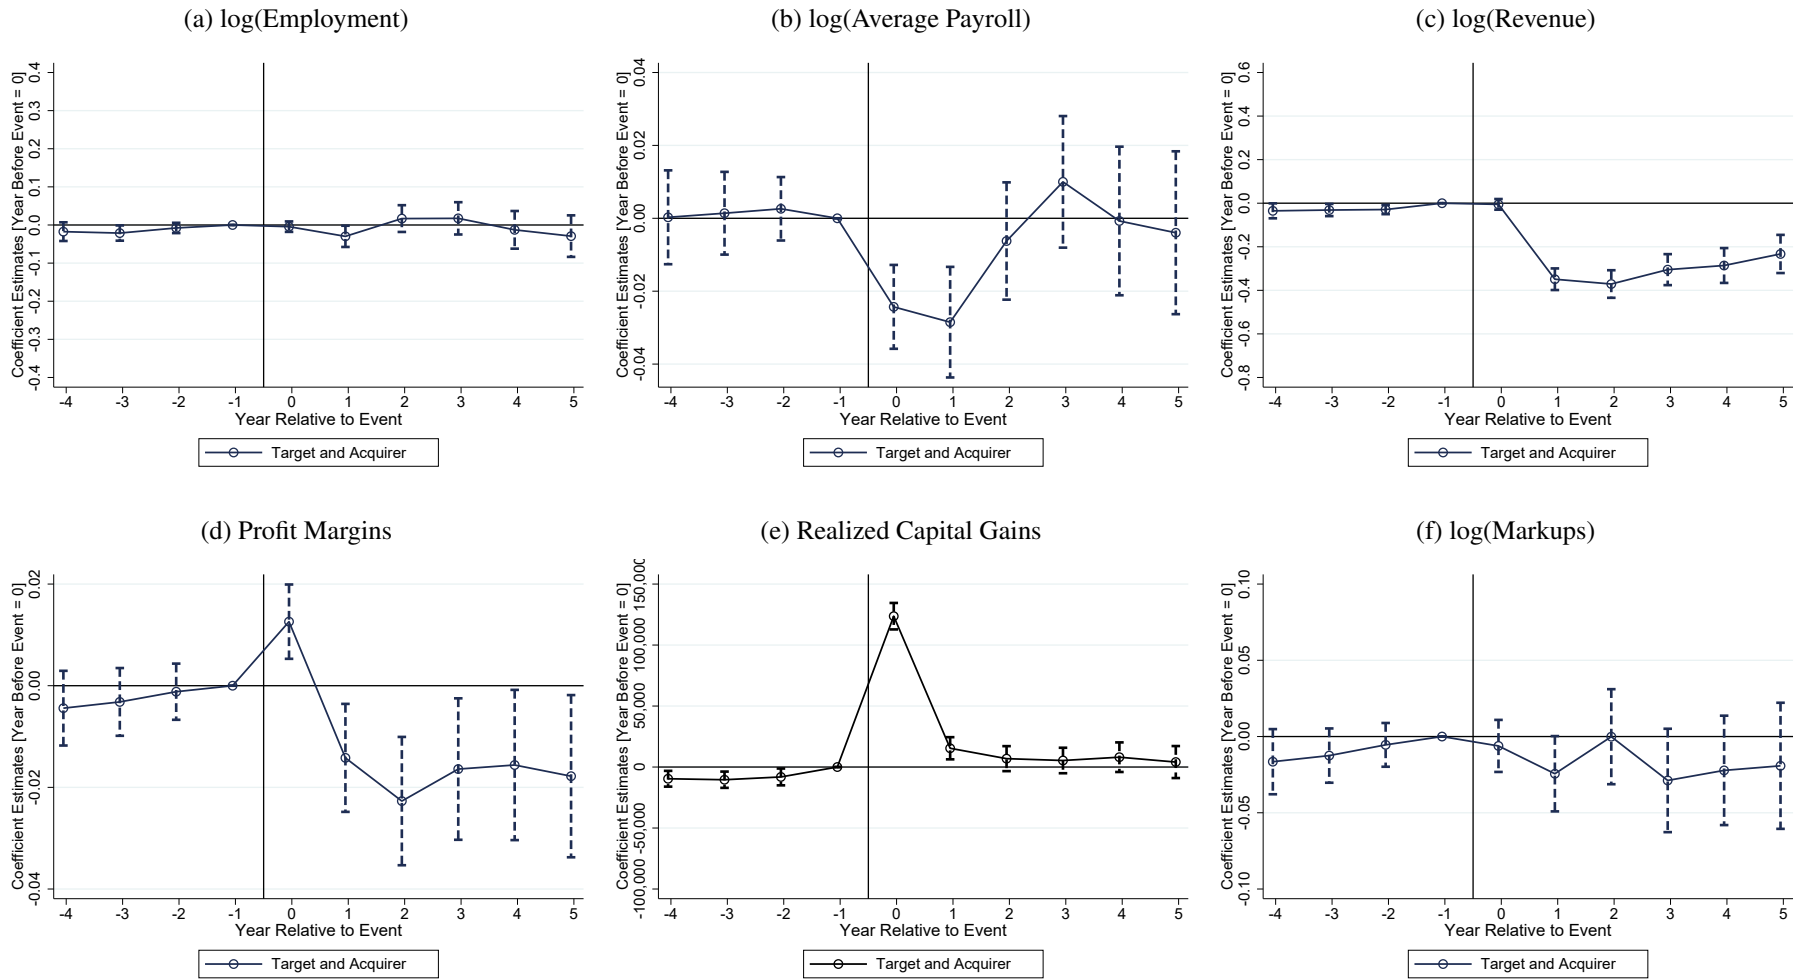 (a) log(Employment)
Coefficient Estimates [Year Before Event = 0]
0.4
0.3
0.2
0.1
0.0
-0.1
-0.2
-0.3
-0.4
-4 -3 -2 -1 0 1 2 3 4 5
Year Relative to Event
Target and Acquirer
(b) log(Average Payroll)
Coefficient Estimates [Year Before Event = 0]
0.04
0.02
0.00
-0.02
-0.04
-4 -3 -2 -1 0 1 2 3 4 5
Year Relative to Event
Target and Acquirer
(c) log(Revenue)
Coefficient Estimates [Year Before Event = 0]
0.6
0.4
0.2
0.0
-0.2
-0.4
-0.6
-0.8
-4 -3 -2 -1 0 1 2 3 4 5
Year Relative to Event
Target and Acquirer
(d) Profit Margins
Coefficient Estimates [Year Before Event = 0]
0.02
0.00
-0.02
-0.04
-4 -3 -2 -1 0 1 2 3 4 5
Year Relative to Event
Target and Acquirer
(e) Realized Capital Gains
Coefficient Estimates [Year Before Event = 0]
150,000
100,000
50,000
0
-50,000
-100,000
-4 -3 -2 -1 0 1 2 3 4 5
Year Relative to Event
Target and Acquirer
(f) log(Markups)
Coefficient Estimates [Year Before Event = 0]
0.10
0.05
0.00
-0.05
-0.10
-4 -3 -2 -1 0 1 2 3 4 5
Year Relative to Event
Target and Acquirer